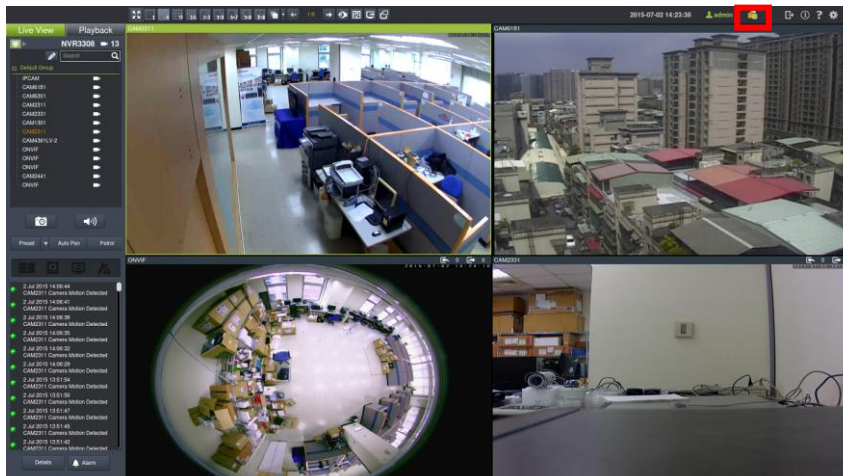 1/9
2015-07-02 14:23:38
admin
Live View
Playback
NVR3308
13
Search
Default Group
IPCAM
CAM6181
CAM6351
CAM2311
CAM2331
CAM1301
CAM2311
CAM4361LV-2
ONVIF
ONVIF
ONVIF
CAM2441
ONVIF
Preset
Auto Pan
Patrol
2 Jul 2015 14:06:44
CAM2311 Camera Motion Detected
2 Jul 2015 14:06:41
CAM2311 Camera Motion Detected
2 Jul 2015 14:06:38
CAM2311 Camera Motion Detected
2 Jul 2015 14:06:35
CAM2311 Camera Motion Detected
2 Jul 2015 14:06:32
CAM2311 Camera Motion Detected
2 Jul 2015 14:06:29
CAM2311 Camera Motion Detected
2 Jul 2015 13:51:54
CAM2311 Camera Motion Detected
2 Jul 2015 13:51:50
CAM2311 Camera Motion Detected
2 Jul 2015 13:51:47
CAM2311 Camera Motion Detected
2 Jul 2015 13:51:45
CAM2311 Camera Motion Detected
2 Jul 2015 13:51:42
CAM2311 Camera Motion Detected
Details
Alarm
CAM2311
CAM6181
ONVIF
0
0
CAM2331
0
0